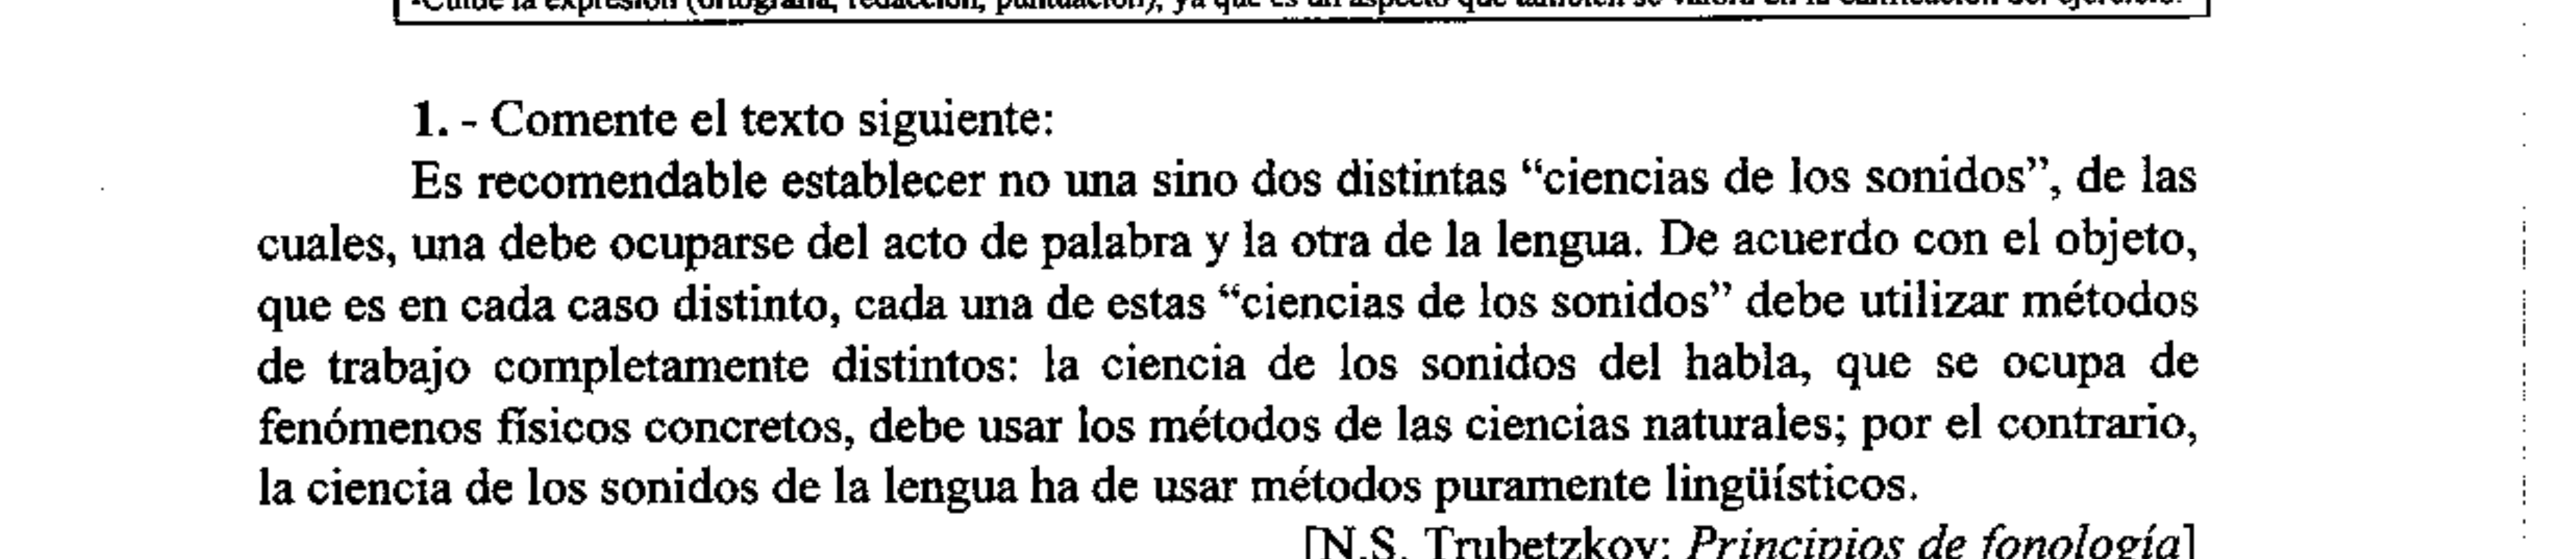 -Cuide la expresión (ortografía, redacción, puntuación), ya que es un aspecto que también se valora en la calificación del ejercicio.
1. - Comente el texto siguiente:
Es recomendable establecer no una sino dos distintas “ciencias de los sonidos”, de las
cuales, una debe ocuparse del acto de palabra y la otra de la lengua. De acuerdo con el objeto,
que es en cada caso distinto, cada una de estas “ciencias de los sonidos” debe utilizar métodos
de trabajo completamente distintos: la ciencia de los sonidos del habla, que se ocupa de
fenómenos físicos concretos, debe usar los métodos de las ciencias naturales; por el contrario,
la ciencia de los sonidos de la lengua ha de usar métodos puramente lingüísticos.
[N.S. Trubetzkoy: Principios de fonología]